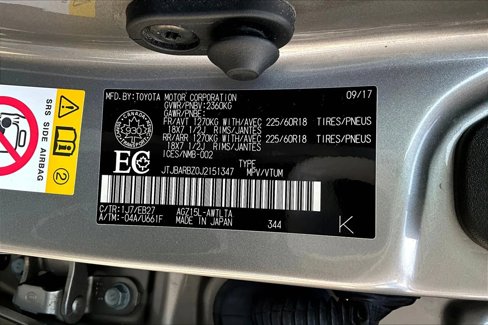 MFD.BY:TOYOTA MOTOR CORPORATION 09/17
GVWR/PNBV:2360KG
GAWR/PNBE:
FR/AVT 1270KG WITH/AVEC 225/60R18 TIRES/PNEUS
18X7 1/2J RIMS/JANTES
RR/ARR 1270KG WITH/AVEC 225/60R18 TIRES/PNEUS
18X7 1/2J RIMS/JANTES
ICES/NMB-002
TYPE
JTJBARBZ0J2151347 MPV/VTUM
C/TR:1J7/EB27 AGZ15L-AWTLTA
A/TM:-04A/U661F MADE IN JAPAN 344
K
CANADA
930
EC
SRS SIDE AIRBAG